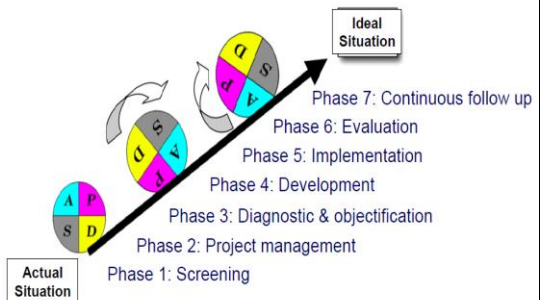 Ideal
Situation
D
S
P
A
Phase 7: Continuous follow up
Phase 6: Evaluation
S
D
A
P
Phase 5: Implementation
Phase 4: Development
A P
S D
Phase 3: Diagnostic & objectification
Phase 2: Project management
Actual
Situation
Phase 1: Screening